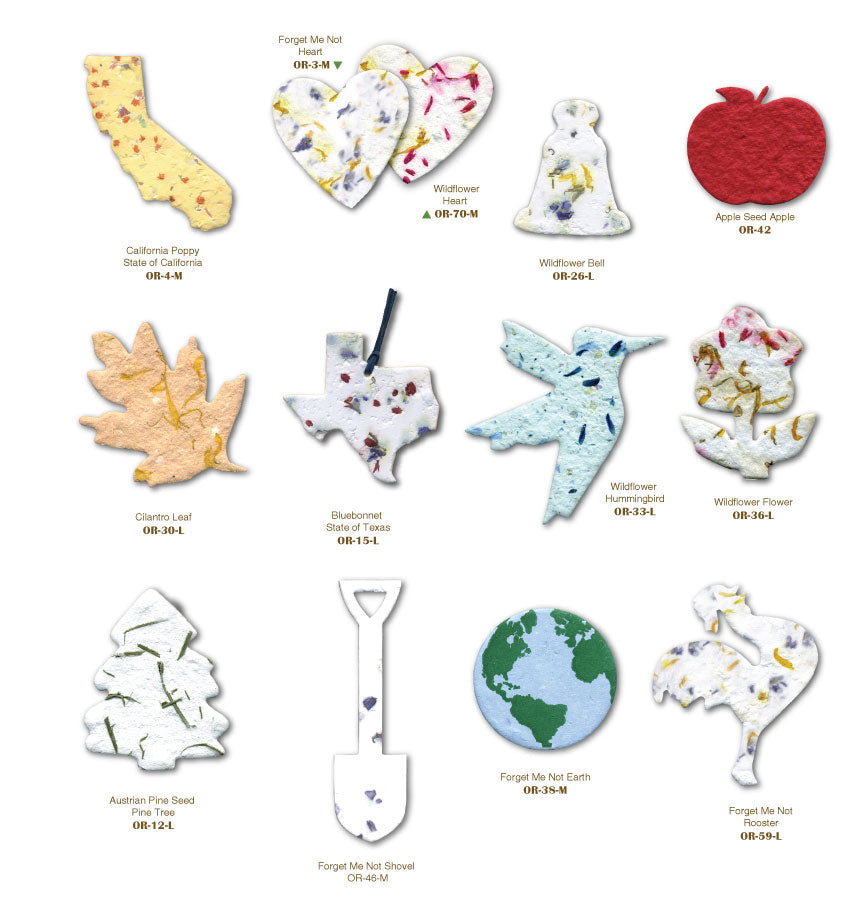 Forget Me Not
Heart
OR-3-M ▼
Wildflower
Heart
▲ OR-70-M
California Poppy
State of California
OR-4-M
Wildflower Bell
OR-26-L
Apple Seed Apple
OR-42
Cilantro Leaf
OR-30-L
Bluebonnet
State of Texas
OR-15-L
Wildflower
Hummingbird
OR-33-L
Wildflower Flower
OR-36-L
Austrian Pine Seed
Pine Tree
OR-12-L
Forget Me Not Shovel
OR-46-M
Forget Me Not Earth
OR-38-M
Forget Me Not
Rooster
OR-59-L